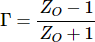 Γ = (Z_O − 1) / (Z_O + 1)